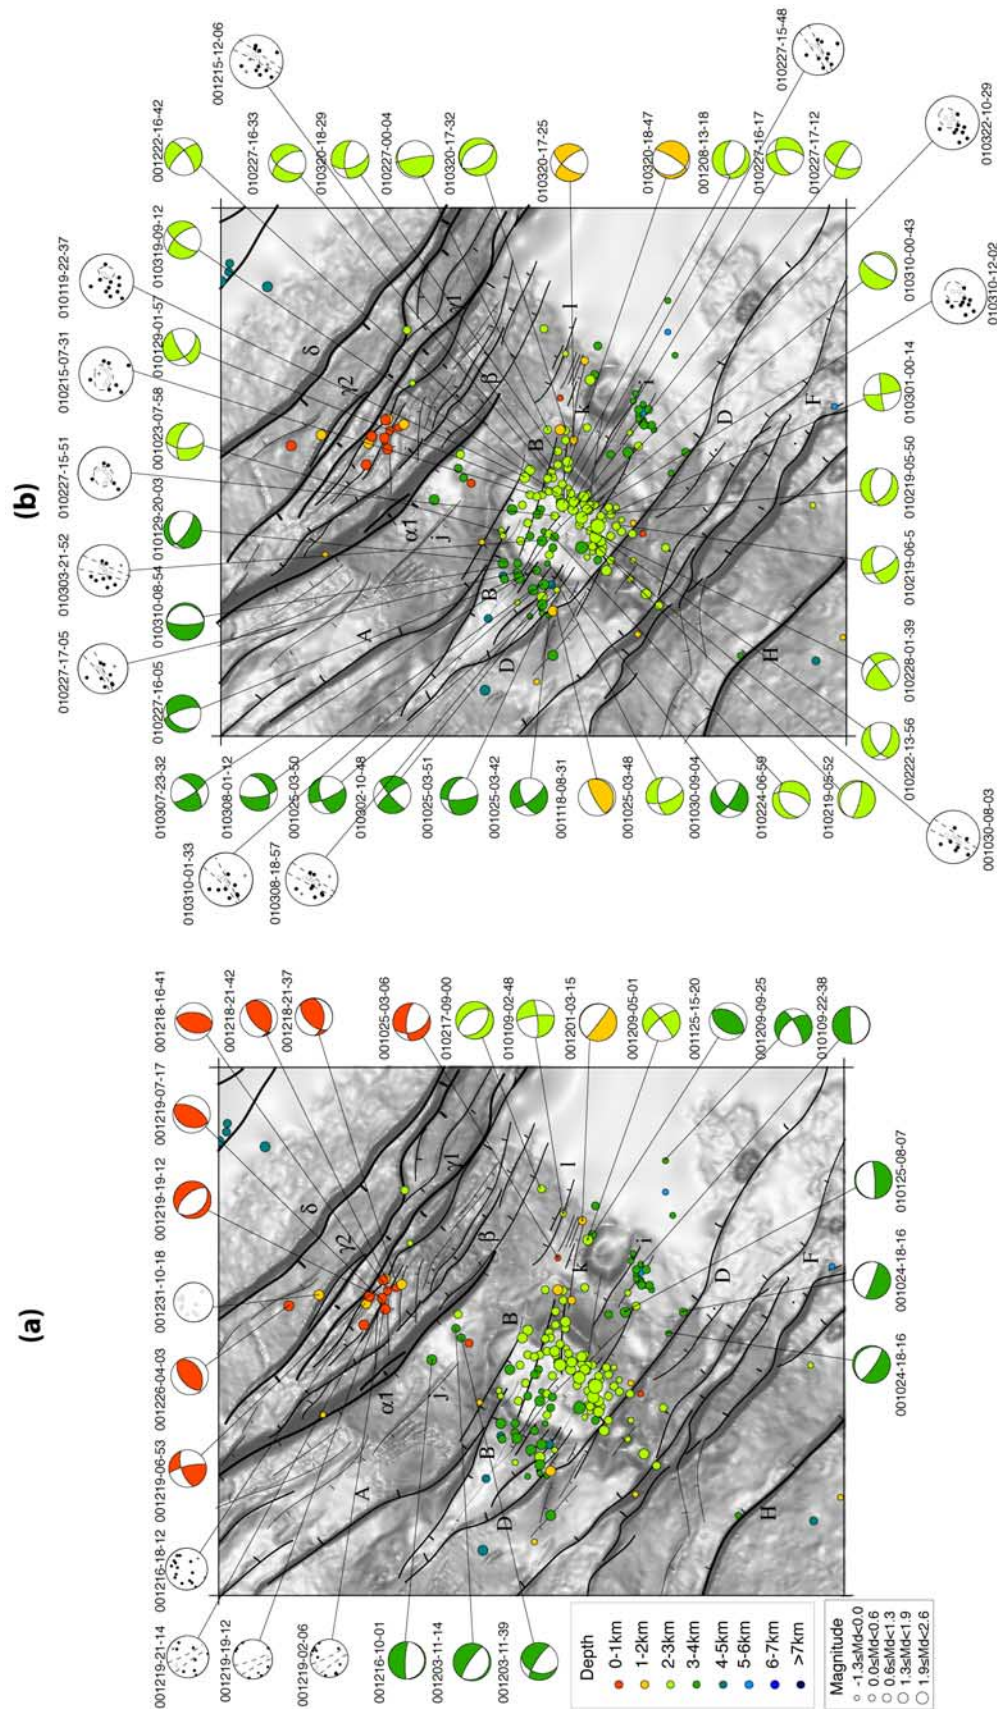 (a)
001219-21-14
001216-18-12
001219-06-53
001226-04-03
001231-10-18
001219-19-12
001219-07-17
001218-16-41
001219-19-12
001219-02-06
001218-21-42
001218-21-37
001216-10-01
001203-11-14
001203-11-39
001025-03-06
010217-09-00
010109-02-48
001201-03-15
001209-05-01
001125-15-20
001209-09-25
010109-22-38
001024-18-16
001024-18-16
010125-08-07
δ
γ2
γ1
β
α1
j
A
B
B
l
k
i
D
D
F
H
Depth
0-1km
1-2km
2-3km
3-4km
4-5km
5-6km
6-7km
>7km
Magnitude
-1.3≤Md<0.0
0.0≤Md<0.6
0.6≤Md<1.3
1.3≤Md<1.9
1.9≤Md<2.6
(b)
010227-17-05
010303-21-52
010227-15-51
010215-07-31
010119-22-37
001215-12-06
010227-16-05
010310-08-54
010129-20-03
001023-07-58
010129-01-57
010319-09-12
001222-16-42
010307-23-32
010308-01-12
001025-03-50
010302-10-48
001025-03-51
001025-03-42
001118-08-31
001025-03-48
001030-09-04
010224-06-59
010219-05-52
010310-01-33
010308-18-57
010227-16-33
010320-18-29
010227-00-04
010320-17-32
010320-17-25
010320-18-47
001208-13-18
010227-16-17
010227-17-12
010227-15-48
010322-10-29
010310-00-43
010310-12-02
010301-00-14
010219-05-50
010219-06-5
010228-01-39
010222-13-56
001030-08-03
δ
γ2
γ1
β
α1
j
A
B
B
l
k
i
D
D
F
H